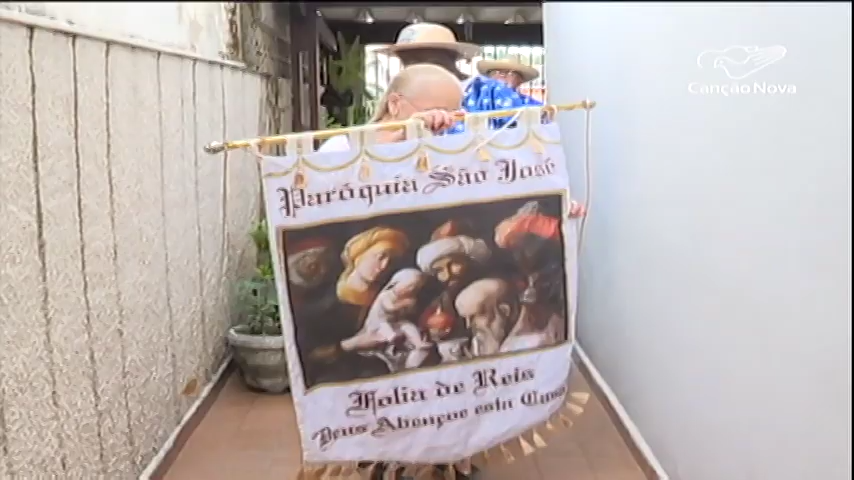 Canção Nova
Paróquia São José
Folia de Reis
Deus Abençoe esta Casa